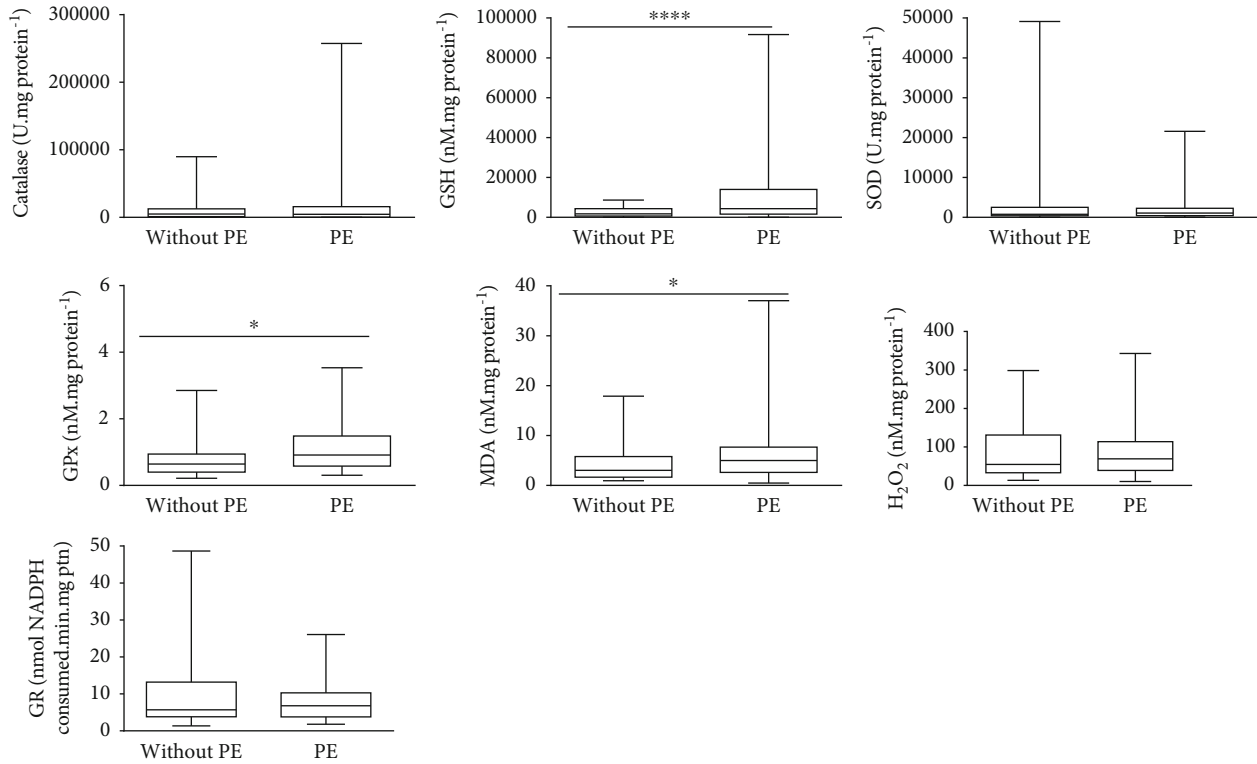 Catalase (U.mg protein⁻¹)
300000
200000
100000
0
Without PE
PE
GSH (nM.mg protein⁻¹)
100000
80000
60000
40000
20000
0
****
Without PE
PE
SOD (U.mg protein⁻¹)
50000
40000
30000
20000
10000
0
Without PE
PE
GPx (nM.mg protein⁻¹)
6
4
2
0
*
Without PE
PE
MDA (nM.mg protein⁻¹)
40
30
20
10
0
*
Without PE
PE
H₂O₂ (nM.mg protein⁻¹)
400
300
200
100
0
Without PE
PE
GR (nmol NADPH
consumed.min.mg ptn)
50
40
30
20
10
0
Without PE
PE